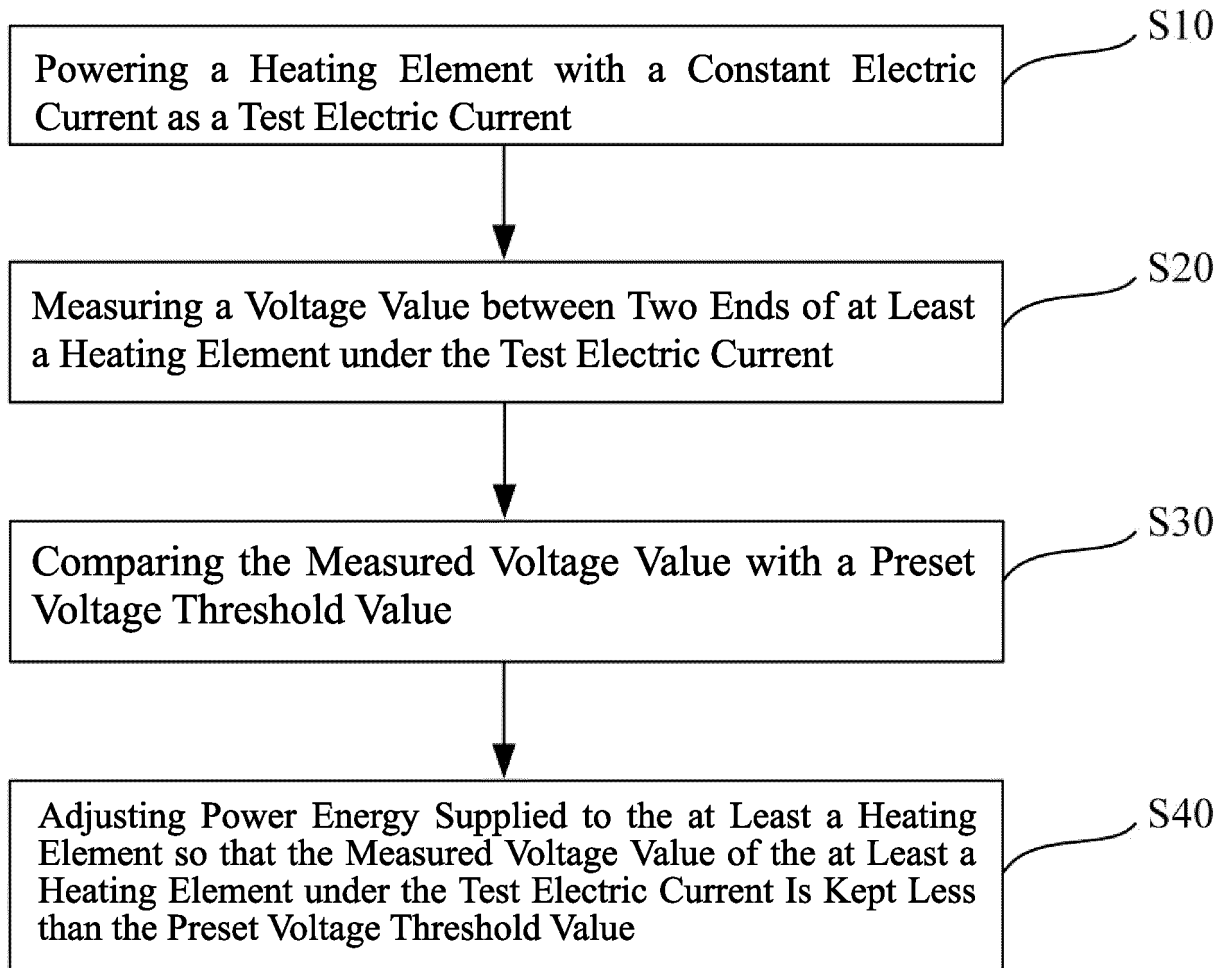 S10
Powering a Heating Element with a Constant Electric
Current as a Test Electric Current
S20
Measuring a Voltage Value between Two Ends of at Least
a Heating Element under the Test Electric Current
S30
Comparing the Measured Voltage Value with a Preset
Voltage Threshold Value
S40
Adjusting Power Energy Supplied to the at Least a Heating
Element so that the Measured Voltage Value of the at Least a
Heating Element under the Test Electric Current Is Kept Less
than the Preset Voltage Threshold Value